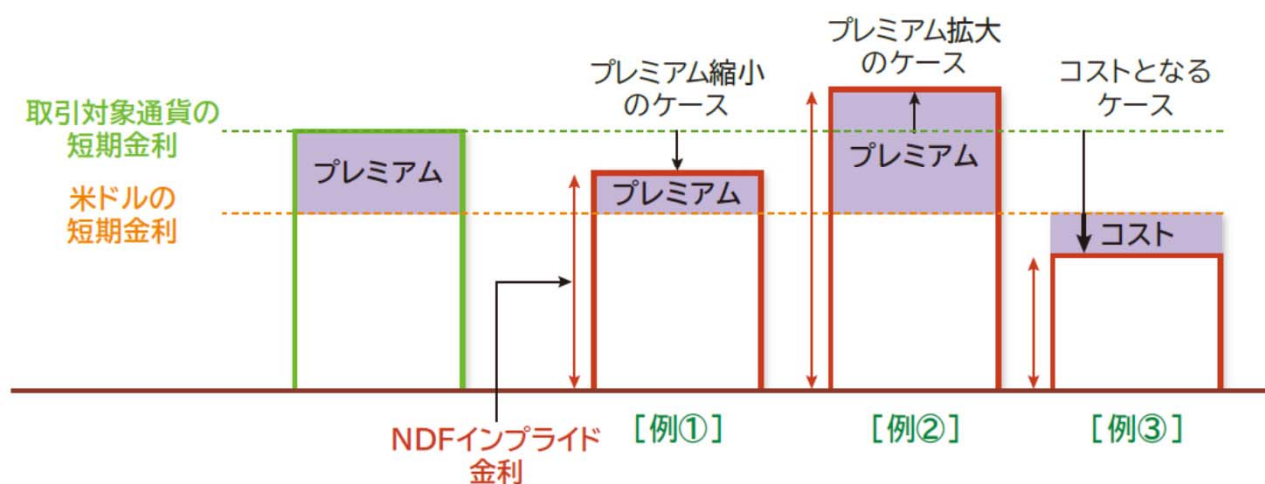 取引対象通貨の
短期金利
米ドルの
短期金利
プレミアム
プレミアム縮小
のケース
プレミアム
プレミアム拡大
のケース
プレミアム
コストとなる
ケース
コスト
NDFインプライド
金利
［例①］
［例②］
［例③］